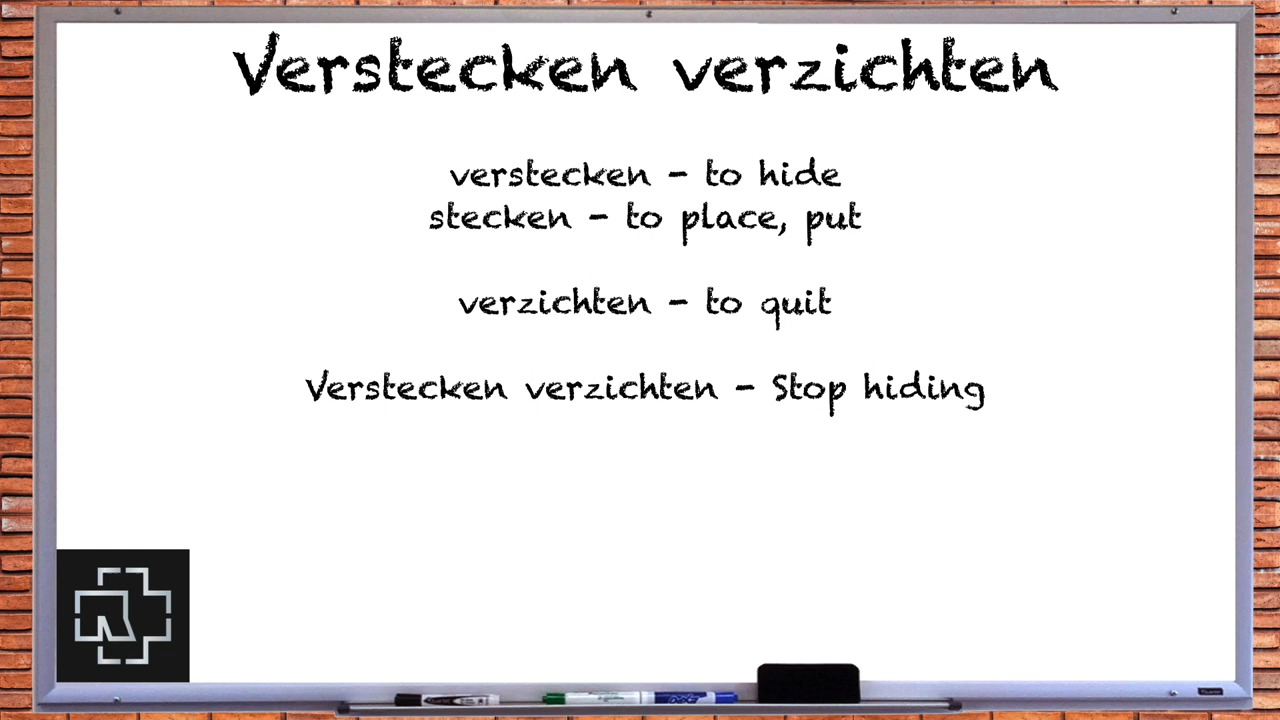 Verstecken verzichten
verstecken - to hide
stecken - to place, put
verzichten - to quit
Verstecken verzichten - Stop hiding